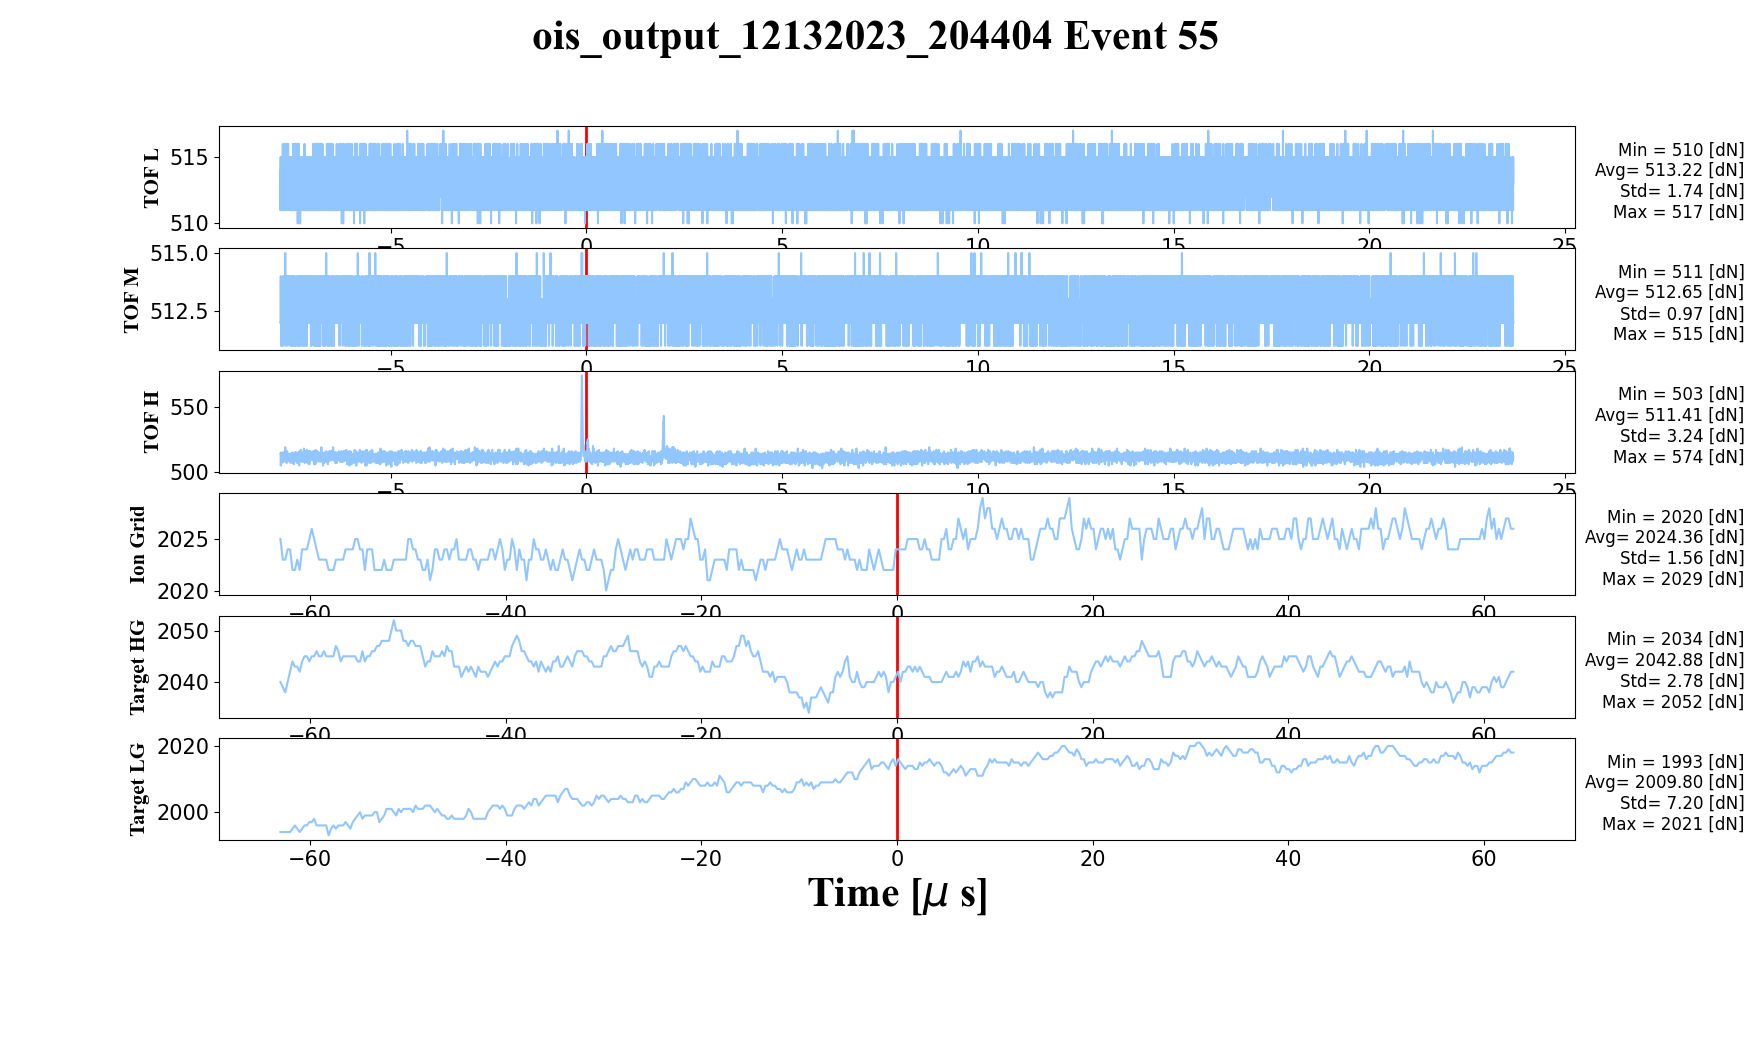 ois_output_12132023_204404 Event 55
TOF L
515
510
−5
0
5
10
15
20
25
Min = 510 [dN]
Avg= 513.22 [dN]
Std= 1.74 [dN]
Max = 517 [dN]
TOF M
515.0
512.5
−5
0
5
10
15
20
25
Min = 511 [dN]
Avg= 512.65 [dN]
Std= 0.97 [dN]
Max = 515 [dN]
TOF H
550
500
−5
0
5
10
15
20
25
Min = 503 [dN]
Avg= 511.41 [dN]
Std= 3.24 [dN]
Max = 574 [dN]
Ion Grid
2025
2020
−60
−40
−20
0
20
40
60
Min = 2020 [dN]
Avg= 2024.36 [dN]
Std= 1.56 [dN]
Max = 2029 [dN]
Target HG
2050
2040
−60
−40
−20
0
20
40
60
Min = 2034 [dN]
Avg= 2042.88 [dN]
Std= 2.78 [dN]
Max = 2052 [dN]
Target LG
2020
2000
−60
−40
−20
0
20
40
60
Min = 1993 [dN]
Avg= 2009.80 [dN]
Std= 7.20 [dN]
Max = 2021 [dN]
Time [μ s]